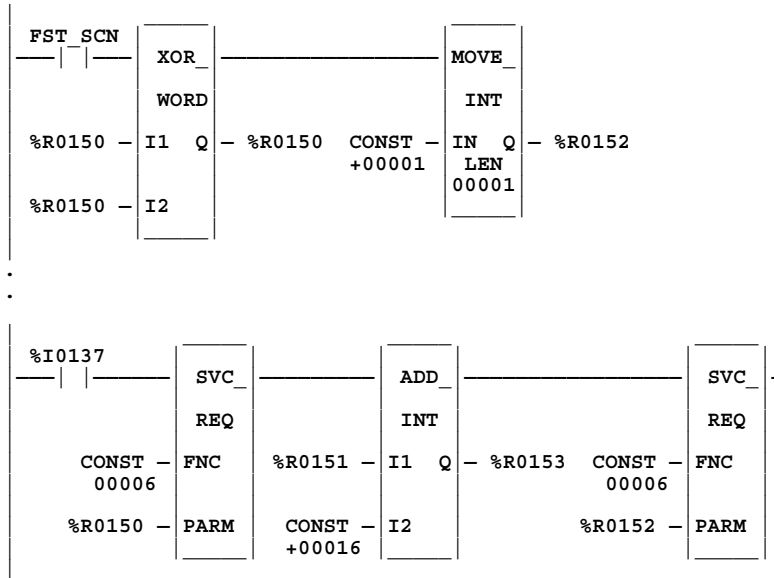 FST_SCN
XOR_ MOVE_
WORD INT
%R0150 I1 Q %R0150 CONST IN Q %R0152
+00001 LEN
00001
%R0150 I2
.
.
%I0137
SVC_ ADD_ SVC_
REQ INT REQ
CONST FNC %R0151 I1 Q %R0153 CONST FNC
00006 00006
%R0150 PARM CONST I2 %R0152 PARM
+00016